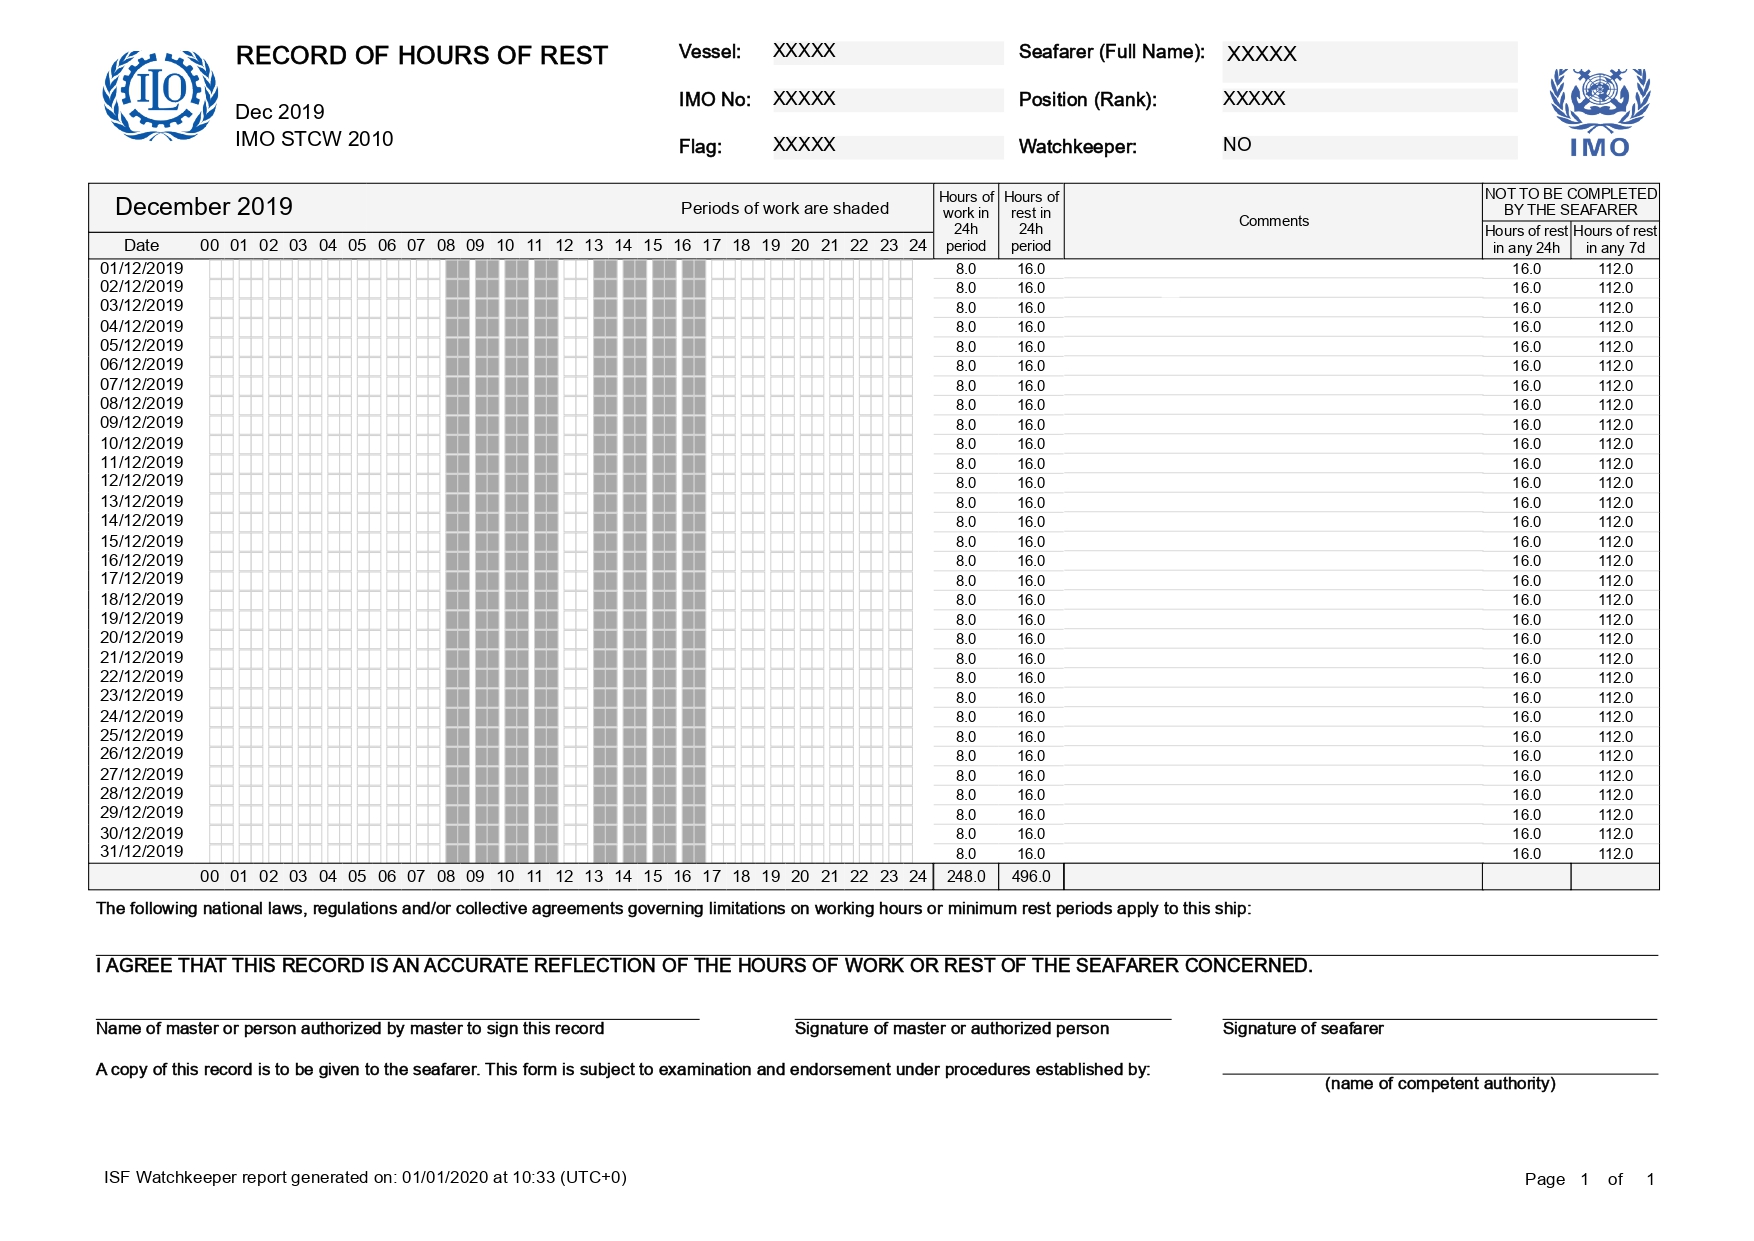 ILO
RECORD OF HOURS OF REST
Dec 2019
IMO STCW 2010
Vessel: XXXXX
IMO No: XXXXX
Flag: XXXXX
Seafarer (Full Name): XXXXX
Position (Rank): XXXXX
Watchkeeper: NO
IMO
December 2019 Periods of work are shaded
Hours of work in 24h period
Hours of rest in 24h period
Comments
NOT TO BE COMPLETED BY THE SEAFARER
Hours of rest in any 24h
Hours of rest in any 7d
Date 00 01 02 03 04 05 06 07 08 09 10 11 12 13 14 15 16 17 18 19 20 21 22 23 24
01/12/2019 8.0 16.0 16.0 112.0
02/12/2019 8.0 16.0 16.0 112.0
03/12/2019 8.0 16.0 16.0 112.0
04/12/2019 8.0 16.0 16.0 112.0
05/12/2019 8.0 16.0 16.0 112.0
06/12/2019 8.0 16.0 16.0 112.0
07/12/2019 8.0 16.0 16.0 112.0
08/12/2019 8.0 16.0 16.0 112.0
09/12/2019 8.0 16.0 16.0 112.0
10/12/2019 8.0 16.0 16.0 112.0
11/12/2019 8.0 16.0 16.0 112.0
12/12/2019 8.0 16.0 16.0 112.0
13/12/2019 8.0 16.0 16.0 112.0
14/12/2019 8.0 16.0 16.0 112.0
15/12/2019 8.0 16.0 16.0 112.0
16/12/2019 8.0 16.0 16.0 112.0
17/12/2019 8.0 16.0 16.0 112.0
18/12/2019 8.0 16.0 16.0 112.0
19/12/2019 8.0 16.0 16.0 112.0
20/12/2019 8.0 16.0 16.0 112.0
21/12/2019 8.0 16.0 16.0 112.0
22/12/2019 8.0 16.0 16.0 112.0
23/12/2019 8.0 16.0 16.0 112.0
24/12/2019 8.0 16.0 16.0 112.0
25/12/2019 8.0 16.0 16.0 112.0
26/12/2019 8.0 16.0 16.0 112.0
27/12/2019 8.0 16.0 16.0 112.0
28/12/2019 8.0 16.0 16.0 112.0
29/12/2019 8.0 16.0 16.0 112.0
30/12/2019 8.0 16.0 16.0 112.0
31/12/2019 8.0 16.0 16.0 112.0
00 01 02 03 04 05 06 07 08 09 10 11 12 13 14 15 16 17 18 19 20 21 22 23 24 248.0 496.0
The following national laws, regulations and/or collective agreements governing limitations on working hours or minimum rest periods apply to this ship:
I AGREE THAT THIS RECORD IS AN ACCURATE REFLECTION OF THE HOURS OF WORK OR REST OF THE SEAFARER CONCERNED.
Name of master or person authorized by master to sign this record Signature of master or authorized person Signature of seafarer
A copy of this record is to be given to the seafarer. This form is subject to examination and endorsement under procedures established by:
(name of competent authority)
ISF Watchkeeper report generated on: 01/01/2020 at 10:33 (UTC+0) Page 1 of 1